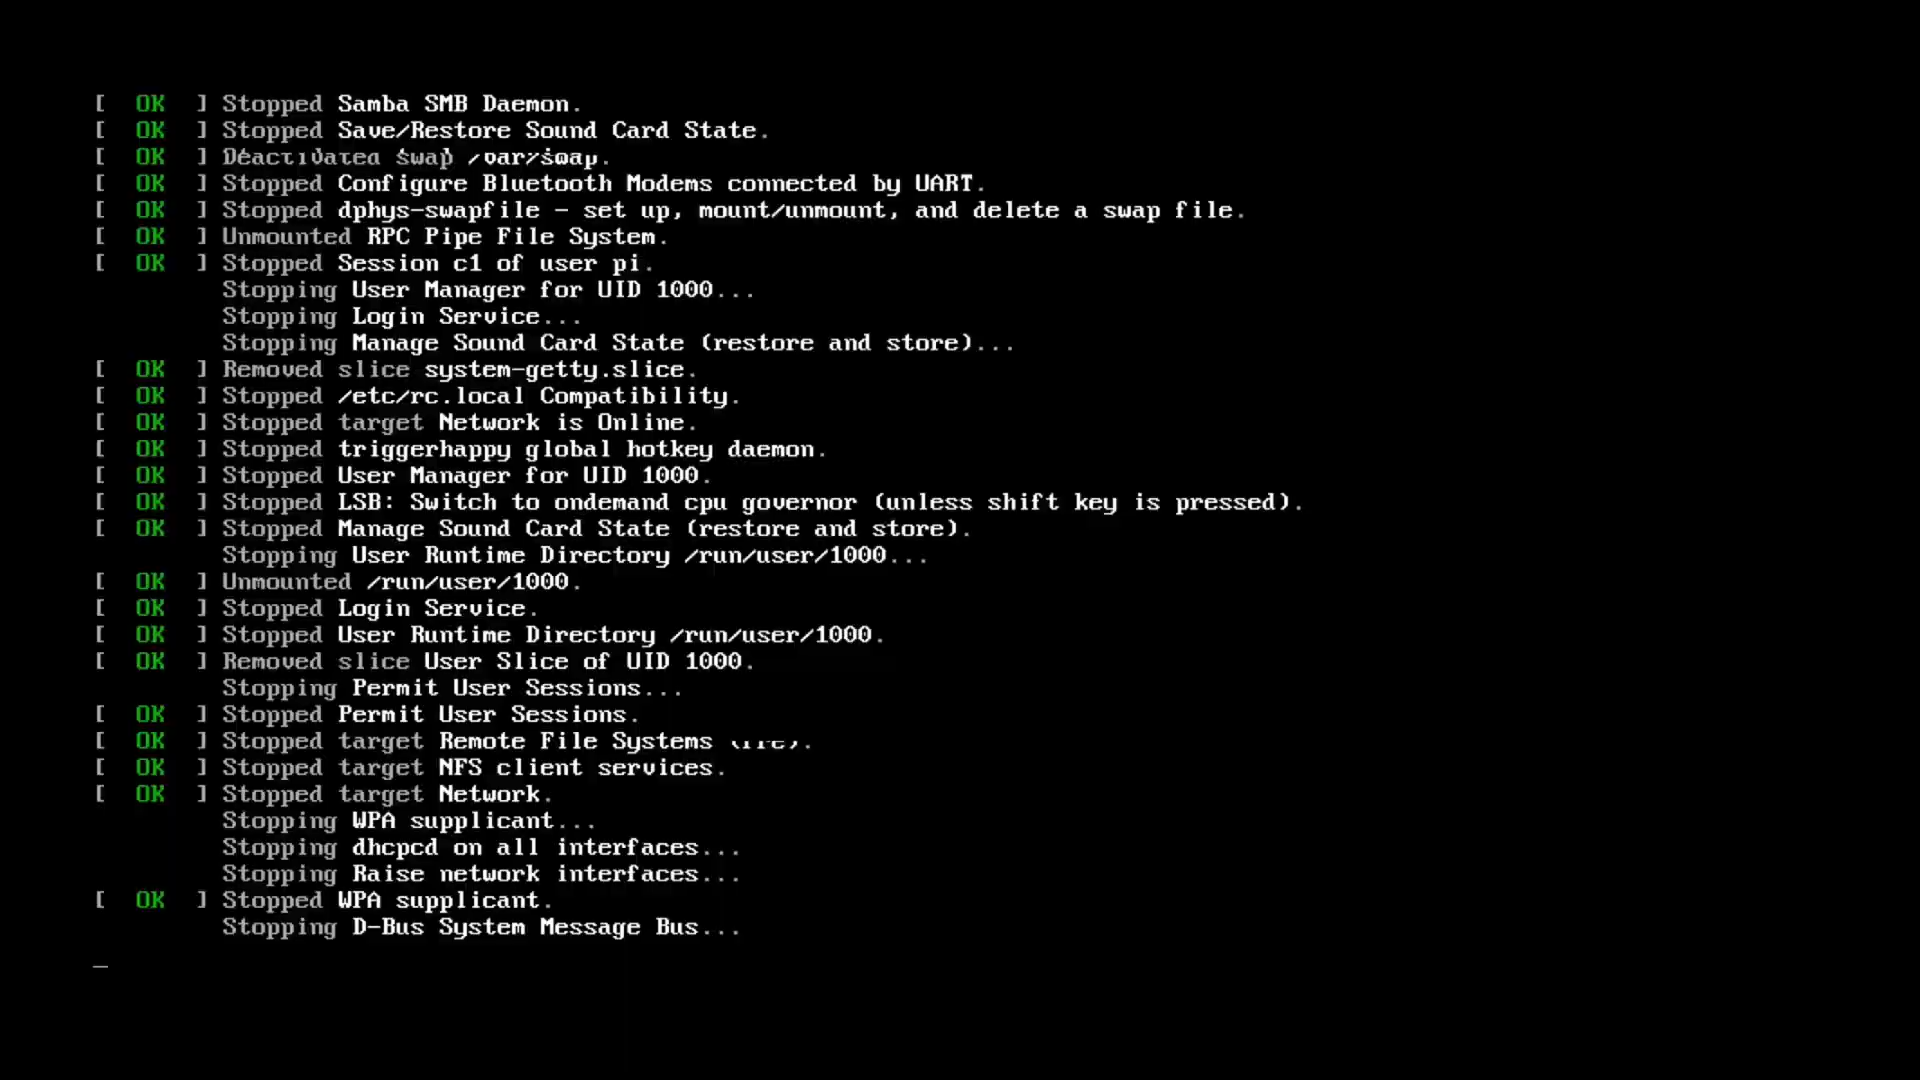 [  OK  ] Stopped Samba SMB Daemon.
[  OK  ] Stopped Save/Restore Sound Card State.
[  OK  ] Deactivated swap /var/swap.
[  OK  ] Stopped Configure Bluetooth Modems connected by UART.
[  OK  ] Stopped dphys-swapfile - set up, mount/unmount, and delete a swap file.
[  OK  ] Unmounted RPC Pipe File System.
[  OK  ] Stopped Session c1 of user pi.
Stopping User Manager for UID 1000...
Stopping Login Service...
Stopping Manage Sound Card State (restore and store)...
[  OK  ] Removed slice system-getty.slice.
[  OK  ] Stopped /etc/rc.local Compatibility.
[  OK  ] Stopped target Network is Online.
[  OK  ] Stopped triggerhappy global hotkey daemon.
[  OK  ] Stopped User Manager for UID 1000.
[  OK  ] Stopped LSB: Switch to ondemand cpu governor (unless shift key is pressed).
[  OK  ] Stopped Manage Sound Card State (restore and store).
Stopping User Runtime Directory /run/user/1000...
[  OK  ] Unmounted /run/user/1000.
[  OK  ] Stopped Login Service.
[  OK  ] Stopped User Runtime Directory /run/user/1000.
[  OK  ] Removed slice User Slice of UID 1000.
Stopping Permit User Sessions...
[  OK  ] Stopped Permit User Sessions.
[  OK  ] Stopped target Remote File Systems
[  OK  ] Stopped target NFS client services.
[  OK  ] Stopped target Network.
Stopping WPA supplicant...
Stopping dhcpcd on all interfaces...
Stopping Raise network interfaces...
[  OK  ] Stopped WPA supplicant.
Stopping D-Bus System Message Bus...
_